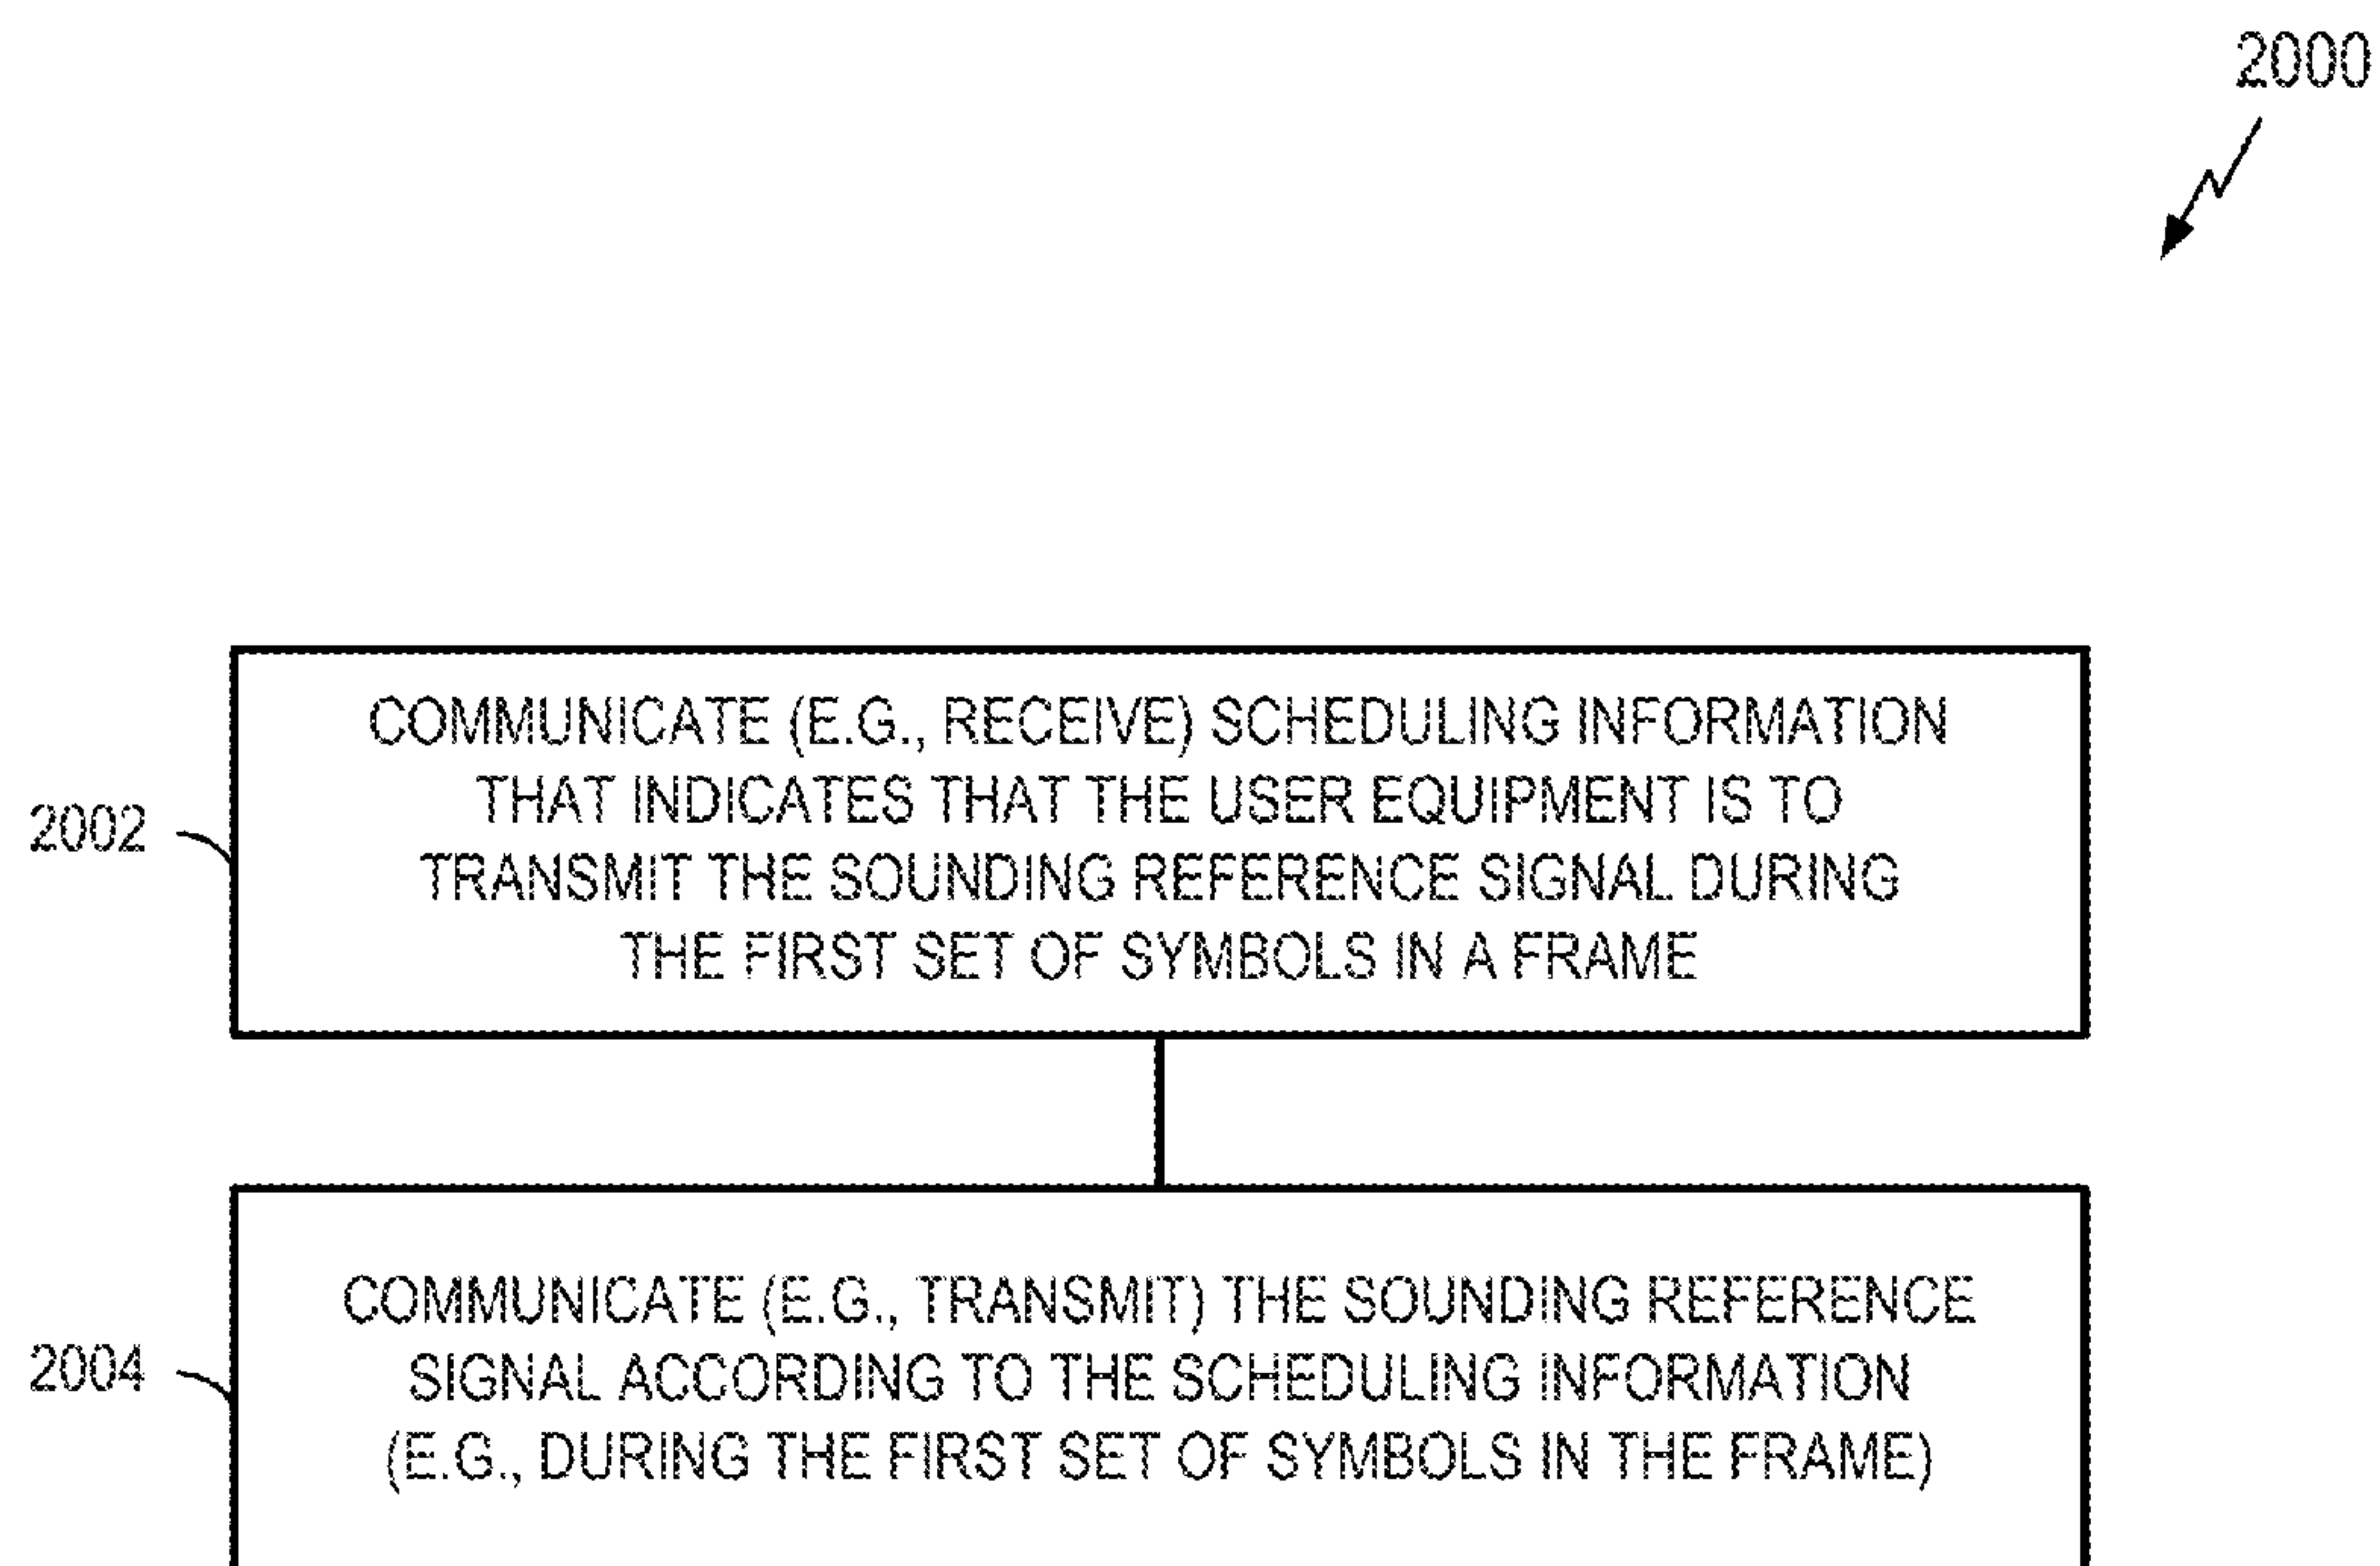 2000
COMMUNICATE (E.G., RECEIVE) SCHEDULING INFORMATION
THAT INDICATES THAT THE USER EQUIPMENT IS TO
TRANSMIT THE SOUNDING REFERENCE SIGNAL DURING
THE FIRST SET OF SYMBOLS IN A FRAME
2002
COMMUNICATE (E.G., TRANSMIT) THE SOUNDING REFERENCE
SIGNAL ACCORDING TO THE SCHEDULING INFORMATION
(E.G., DURING THE FIRST SET OF SYMBOLS IN THE FRAME)
2004